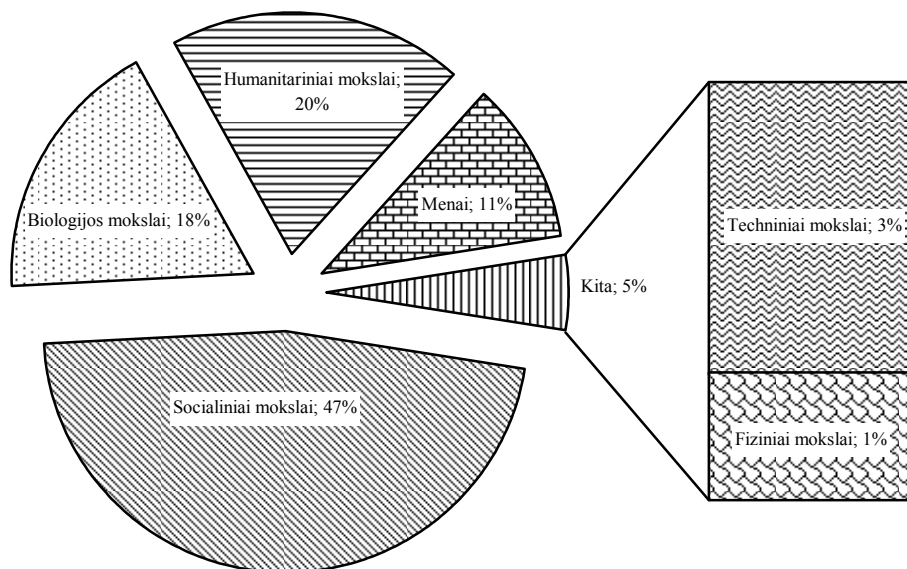 Humanitariniai mokslai;
20%
Menai; 11%
Biologijos mokslai; 18%
Techniniai mokslai; 3%
Kita; 5%
Socialiniai mokslai; 47%
Fiziniai mokslai; 1%